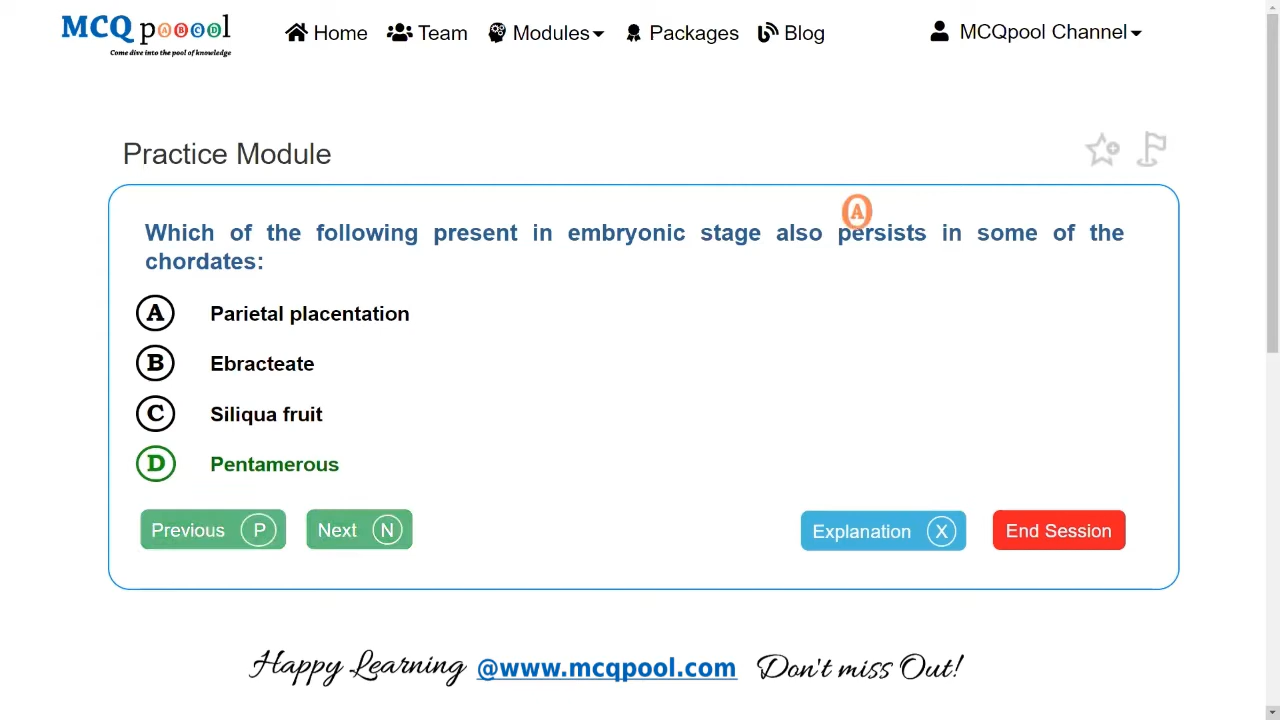 MCQ pABCDl
Come dive into the pool of knowledge
Home Team Modules Packages Blog MCQpool Channel
Practice Module
A
Which of the following present in embryonic stage also persists in some of the
chordates:
A Parietal placentation
B Ebracteate
C Siliqua fruit
D Pentamerous
Previous P Next N Explanation X End Session
Happy Learning @www.mcqpool.com Don't miss Out!